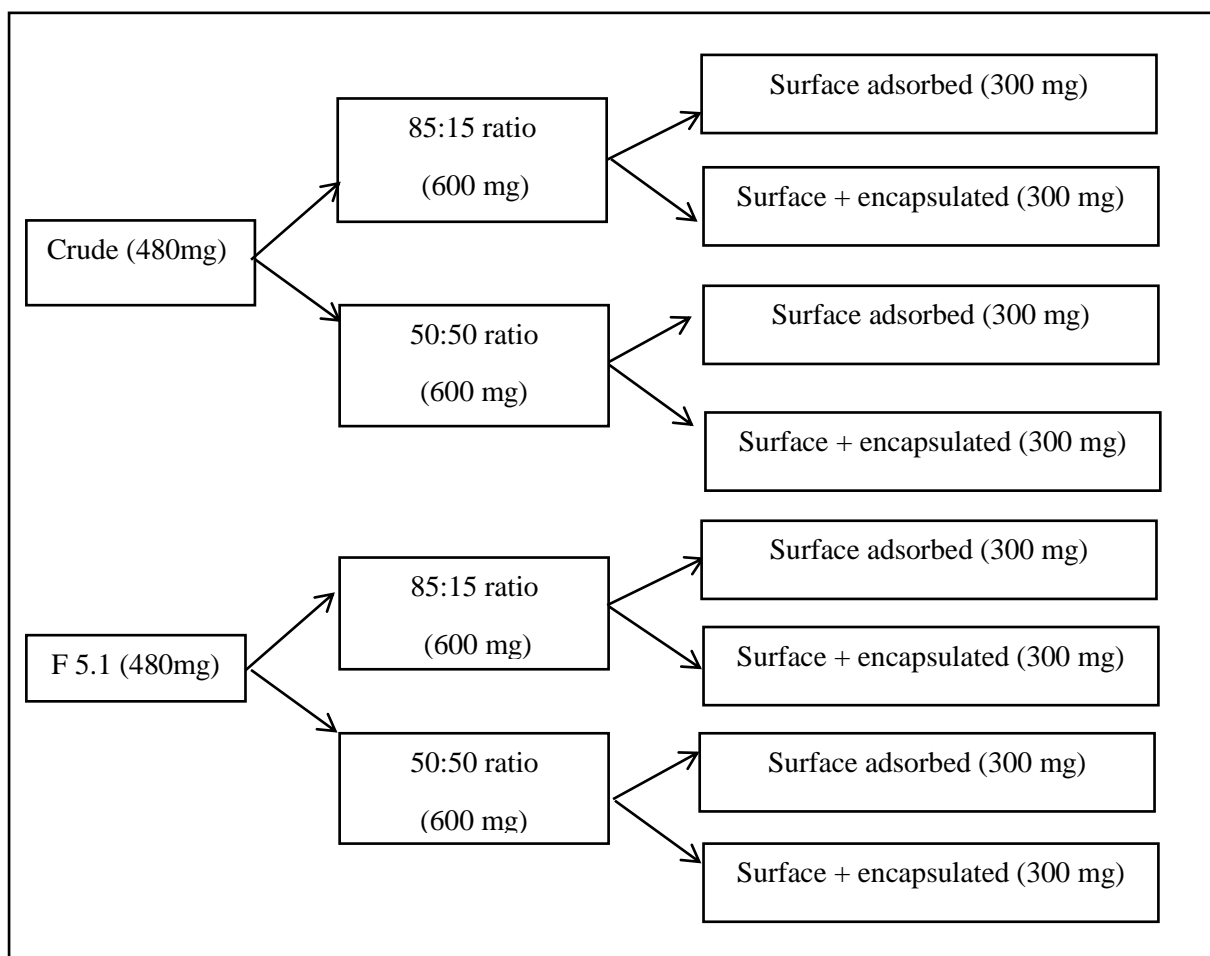 Surface adsorbed (300 mg)
85:15 ratio
(600 mg)
Surface + encapsulated (300 mg)
Crude (480mg)
Surface adsorbed (300 mg)
50:50 ratio
(600 mg)
Surface + encapsulated (300 mg)
Surface adsorbed (300 mg)
85:15 ratio
(600 mg)
Surface + encapsulated (300 mg)
F 5.1 (480mg)
Surface adsorbed (300 mg)
50:50 ratio
(600 mg)
Surface + encapsulated (300 mg)